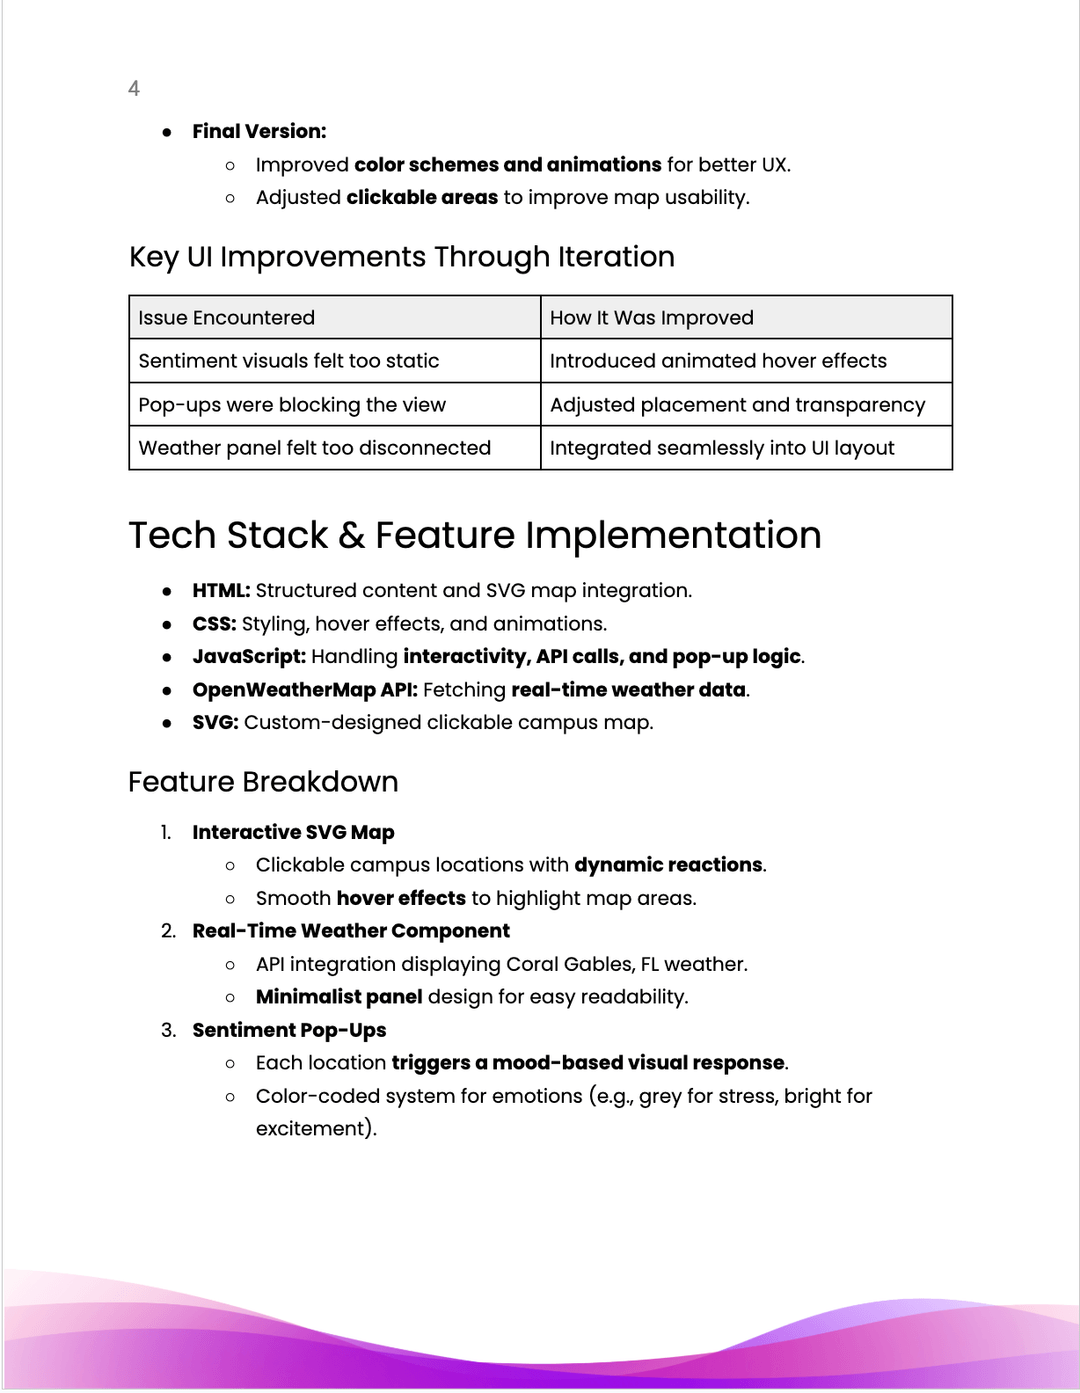 4
● Final Version:
○ Improved color schemes and animations for better UX.
○ Adjusted clickable areas to improve map usability.
Key UI Improvements Through Iteration
Issue Encountered How It Was Improved
Sentiment visuals felt too static Introduced animated hover effects
Pop-ups were blocking the view Adjusted placement and transparency
Weather panel felt too disconnected Integrated seamlessly into UI layout
Tech Stack & Feature Implementation
● HTML: Structured content and SVG map integration.
● CSS: Styling, hover effects, and animations.
● JavaScript: Handling interactivity, API calls, and pop-up logic.
● OpenWeatherMap API: Fetching real-time weather data.
● SVG: Custom-designed clickable campus map.
Feature Breakdown
1. Interactive SVG Map
○ Clickable campus locations with dynamic reactions.
○ Smooth hover effects to highlight map areas.
2. Real-Time Weather Component
○ API integration displaying Coral Gables, FL weather.
○ Minimalist panel design for easy readability.
3. Sentiment Pop-Ups
○ Each location triggers a mood-based visual response.
○ Color-coded system for emotions (e.g., grey for stress, bright for
excitement).